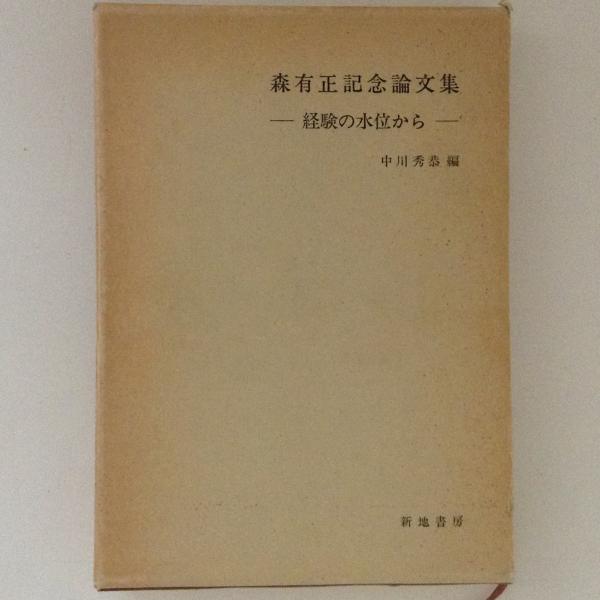 森有正記念論文集
― 経験の水位から ―
中川秀恭 編
新地書房